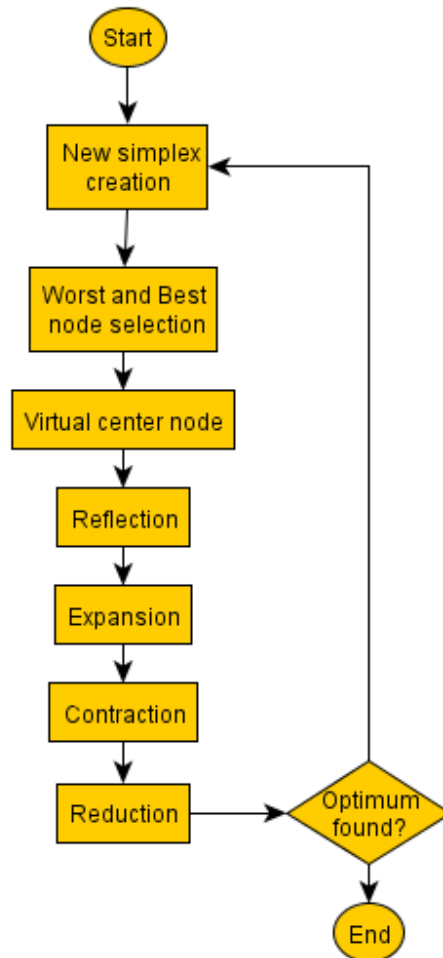 Start
New simplex
creation
Worst and Best
node selection
Virtual center node
Reflection
Expansion
Contraction
Reduction
Optimum
found?
End